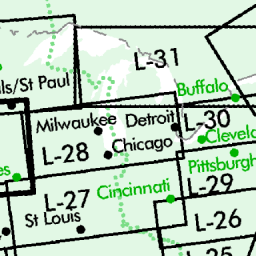 L-31
lls/St Paul
Buffalo
Milwaukee Detroit L-30
Clevela
L-28 Chicago
Pittsburgh
es
Cincinnati L-29
L-27
St Louis L-26
L-25